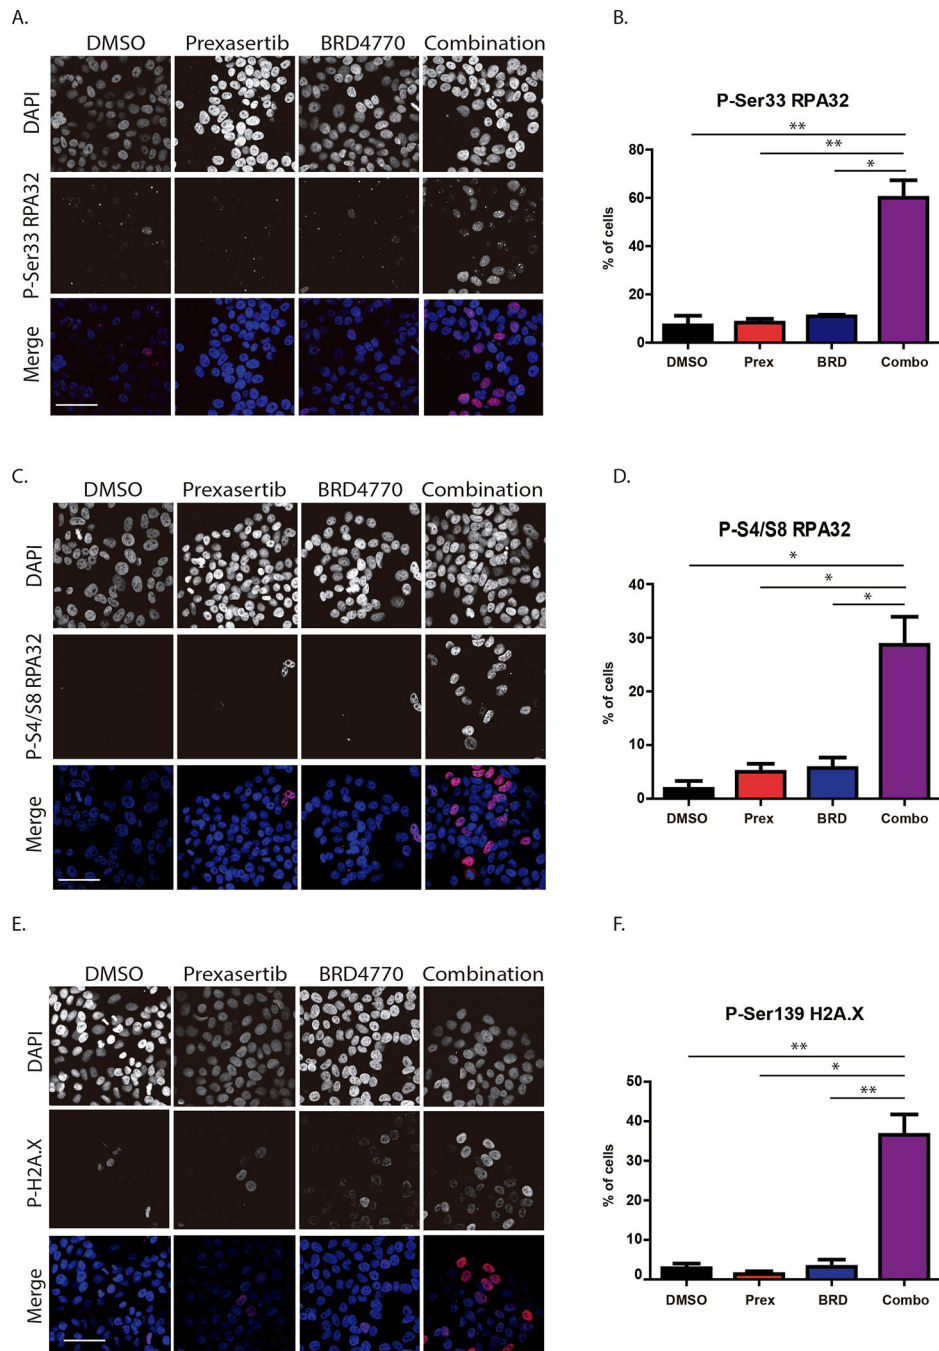 A.
DMSO Prexasertib BRD4770 Combination
DAPI
P-Ser33 RPA32
Merge
B.
P-Ser33 RPA32
**
**
*
% of cells
80
60
40
20
0
DMSO Prex BRD Combo
C.
DMSO Prexasertib BRD4770 Combination
DAPI
P-S4/S8 RPA32
Merge
D.
P-S4/S8 RPA32
*
*
*
% of cells
40
30
20
10
0
DMSO Prex BRD Combo
E.
DMSO Prexasertib BRD4770 Combination
DAPI
P-H2A.X
Merge
F.
P-Ser139 H2A.X
**
*
**
% of cells
50
40
30
20
10
0
DMSO Prex BRD Combo